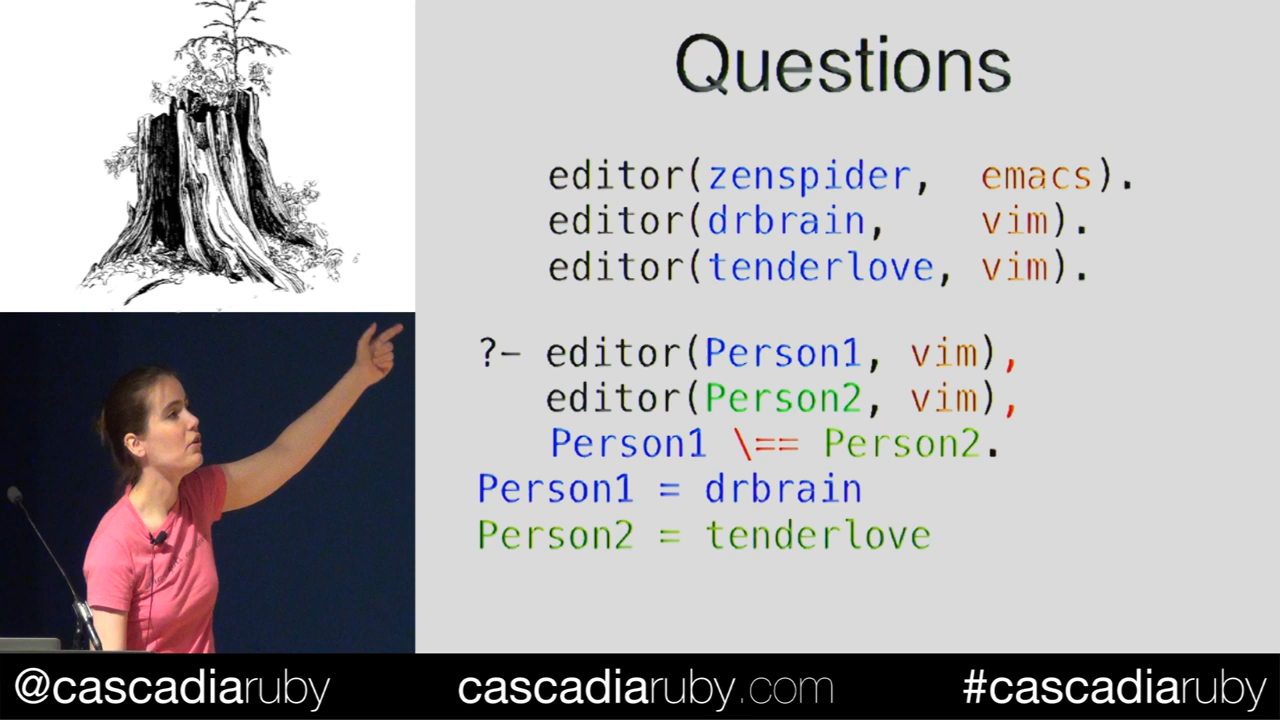 Questions
editor(zenspider, emacs).
editor(drbrain, vim).
editor(tenderlove, vim).
?- editor(Person1, vim),
editor(Person2, vim),
Person1 \== Person2.
Person1 = drbrain
Person2 = tenderlove
@cascadiaruby cascadiaruby.com #cascadiaruby